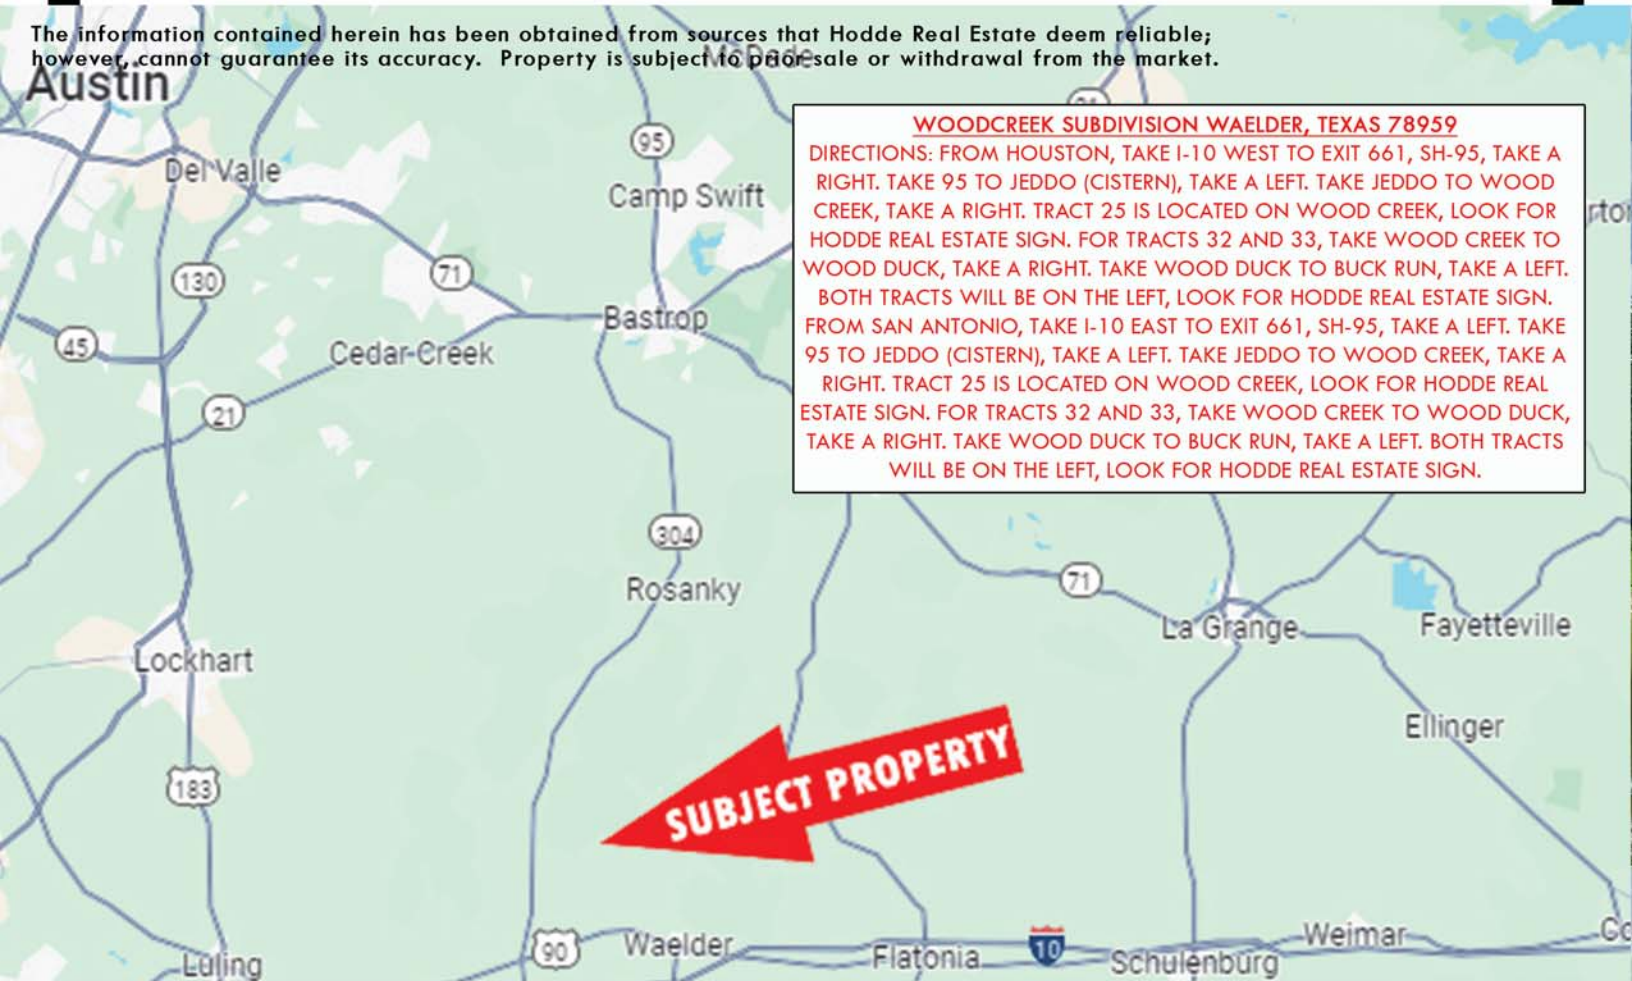 The information contained herein has been obtained from sources that Hodde Real Estate deem reliable;
however, cannot guarantee its accuracy. Property is subject to prior sale or withdrawal from the market.
McDade
Austin
WOODCREEK SUBDIVISION WAELDER, TEXAS 78959
DIRECTIONS: FROM HOUSTON, TAKE I-10 WEST TO EXIT 661, SH-95, TAKE A
RIGHT. TAKE 95 TO JEDDO (CISTERN), TAKE A LEFT. TAKE JEDDO TO WOOD
CREEK, TAKE A RIGHT. TRACT 25 IS LOCATED ON WOOD CREEK, LOOK FOR
HODDE REAL ESTATE SIGN. FOR TRACTS 32 AND 33, TAKE WOOD CREEK TO
WOOD DUCK, TAKE A RIGHT. TAKE WOOD DUCK TO BUCK RUN, TAKE A LEFT.
BOTH TRACTS WILL BE ON THE LEFT, LOOK FOR HODDE REAL ESTATE SIGN.
FROM SAN ANTONIO, TAKE I-10 EAST TO EXIT 661, SH-95, TAKE A LEFT. TAKE
95 TO JEDDO (CISTERN), TAKE A LEFT. TAKE JEDDO TO WOOD CREEK, TAKE A
RIGHT. TRACT 25 IS LOCATED ON WOOD CREEK, LOOK FOR HODDE REAL
ESTATE SIGN. FOR TRACTS 32 AND 33, TAKE WOOD CREEK TO WOOD DUCK,
TAKE A RIGHT. TAKE WOOD DUCK TO BUCK RUN, TAKE A LEFT. BOTH TRACTS
WILL BE ON THE LEFT, LOOK FOR HODDE REAL ESTATE SIGN.
95
Del Valle
Camp Swift
130
71
Bastrop
45
Cedar Creek
21
304
71
Rosanky
La Grange
Fayetteville
Lockhart
Ellinger
SUBJECT PROPERTY
183
90
Waelder
Flatonia
10
Schulenburg
Weimar
Luling